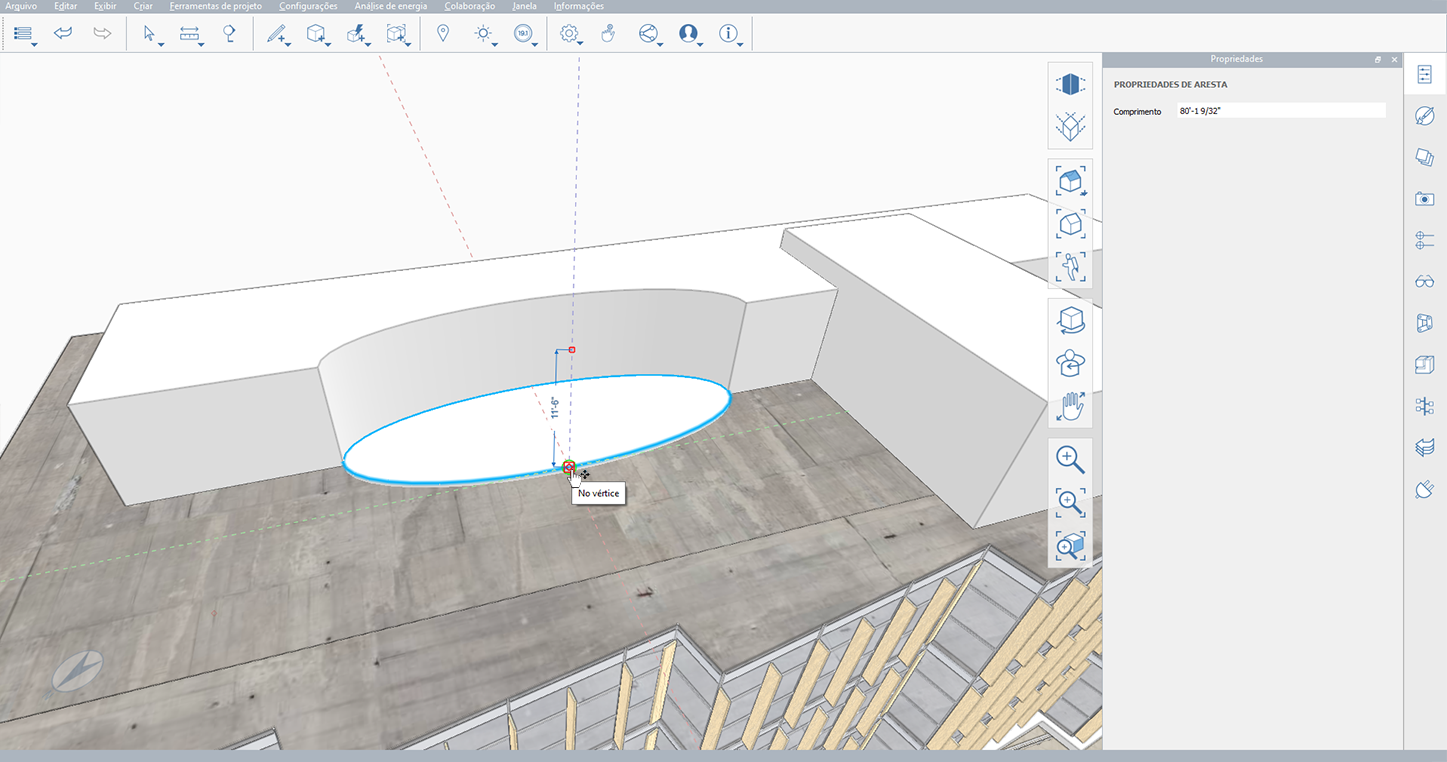 Arquivo Editar Exibir Criar Ferramentas de projeto Configurações Análise de energia Colaboração Janela Informações
191
Propriedades
PROPRIEDADES DE ARESTA
Comprimento 80'-1 9/32"
11'-6"
No vértice